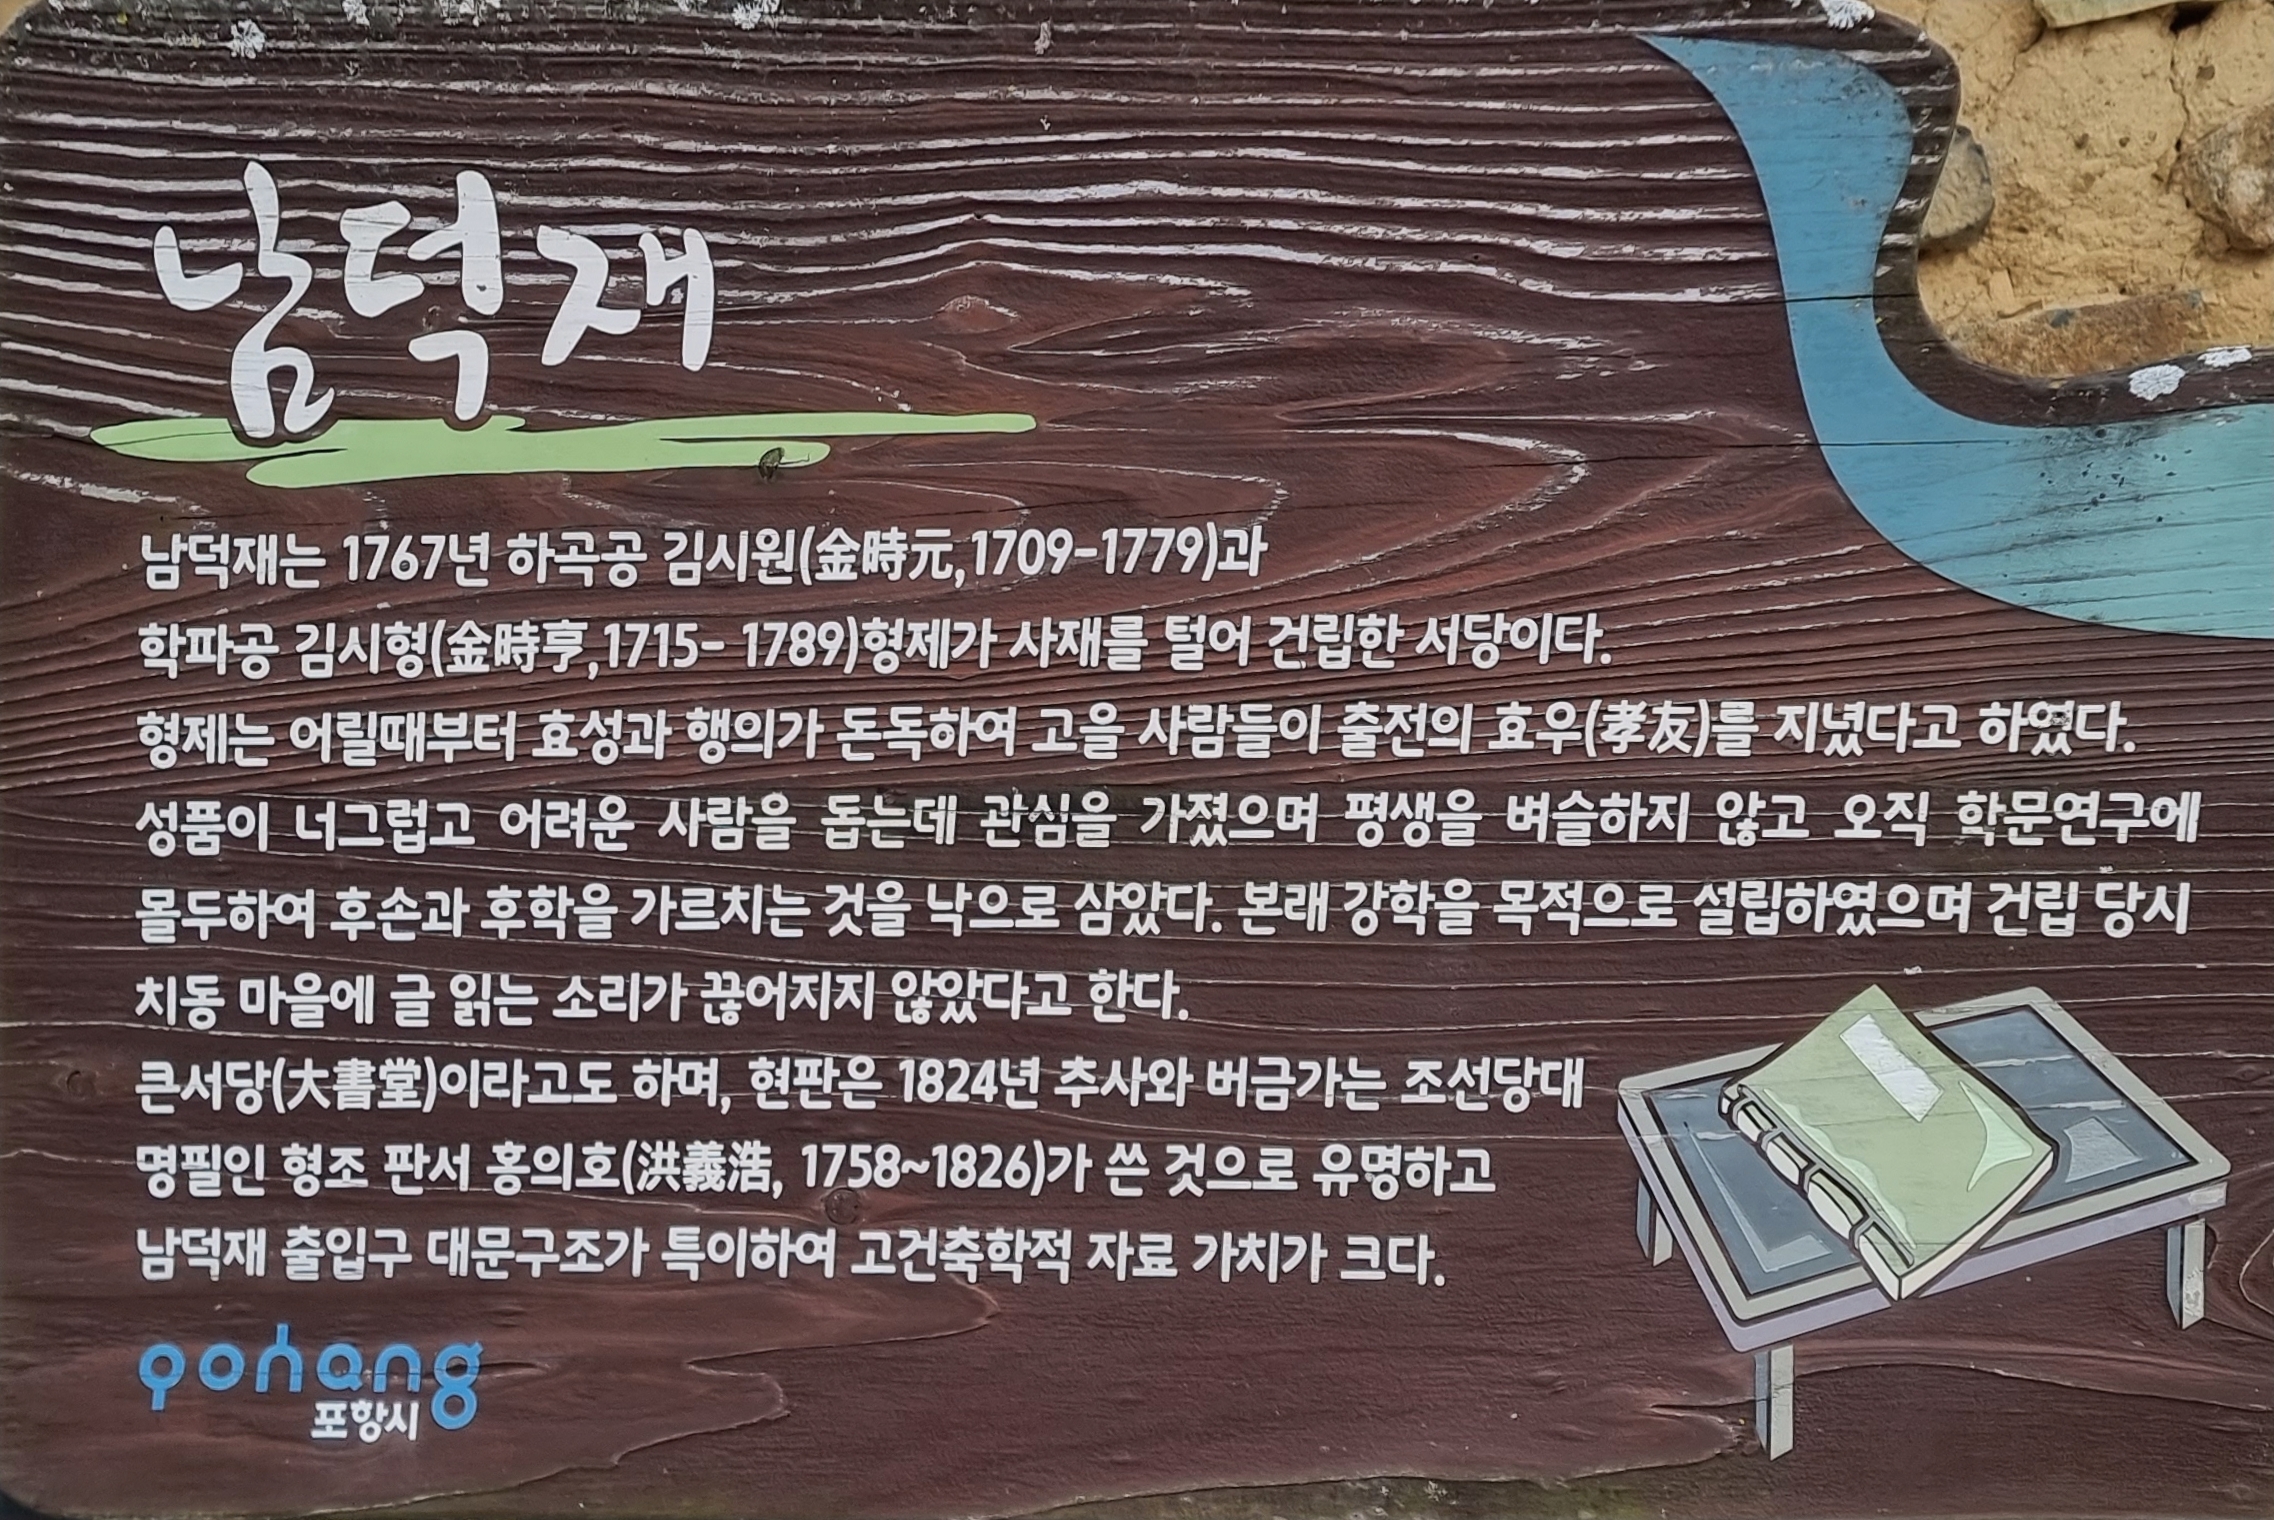 남덕재
남덕재는 1767년 하곡공 김시원(金時元,1709-1779)과
학파공 김시형(金時亨,1715- 1789)형제가 사재를 털어 건립한 서당이다.
형제는 어릴때부터 효성과 행의가 돈독하여 고을 사람들이 출전의 효우(孝友)를 지녔다고 하였다.
성품이 너그럽고 어려운 사람을 돕는데 관심을 가졌으며 평생을 벼슬하지 않고 오직 학문연구에
몰두하여 후손과 후학을 가르치는 것을 낙으로 삼았다. 본래 강학을 목적으로 설립하였으며 건립 당시
치동 마을에 글 읽는 소리가 끊어지지 않았다고 한다.
큰서당(大書堂)이라고도 하며, 현판은 1824년 추사와 버금가는 조선당대
명필인 형조 판서 홍의호(洪義浩, 1758~1826)가 쓴 것으로 유명하고
남덕재 출입구 대문구조가 특이하여 고건축학적 자료 가치가 크다.
pohang
포항시